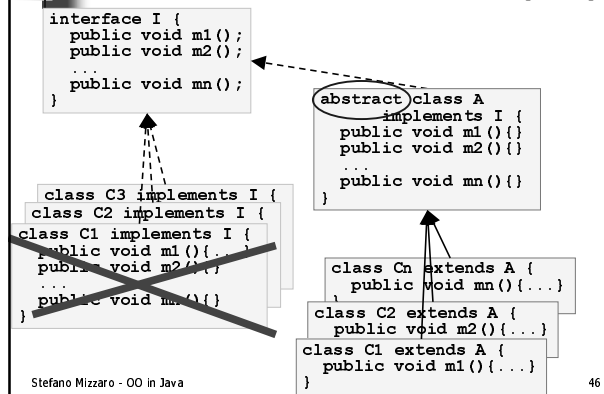 interface I {
public void m1();
public void m2();
...
public void mn();
}
abstract class A
implements I {
public void m1(){}
public void m2(){}
...
public void mn(){}
}
class C3 implements I {
class C2 implements I {
class C1 implements I {
public void m1(){...}
public void m2(){}
...
public void mn(){}
}
class Cn extends A {
public void mn(){...}
}
class C2 extends A {
public void m2(){...}
class C1 extends A {
public void m1(){...}
}
Stefano Mizzaro - OO in Java
46